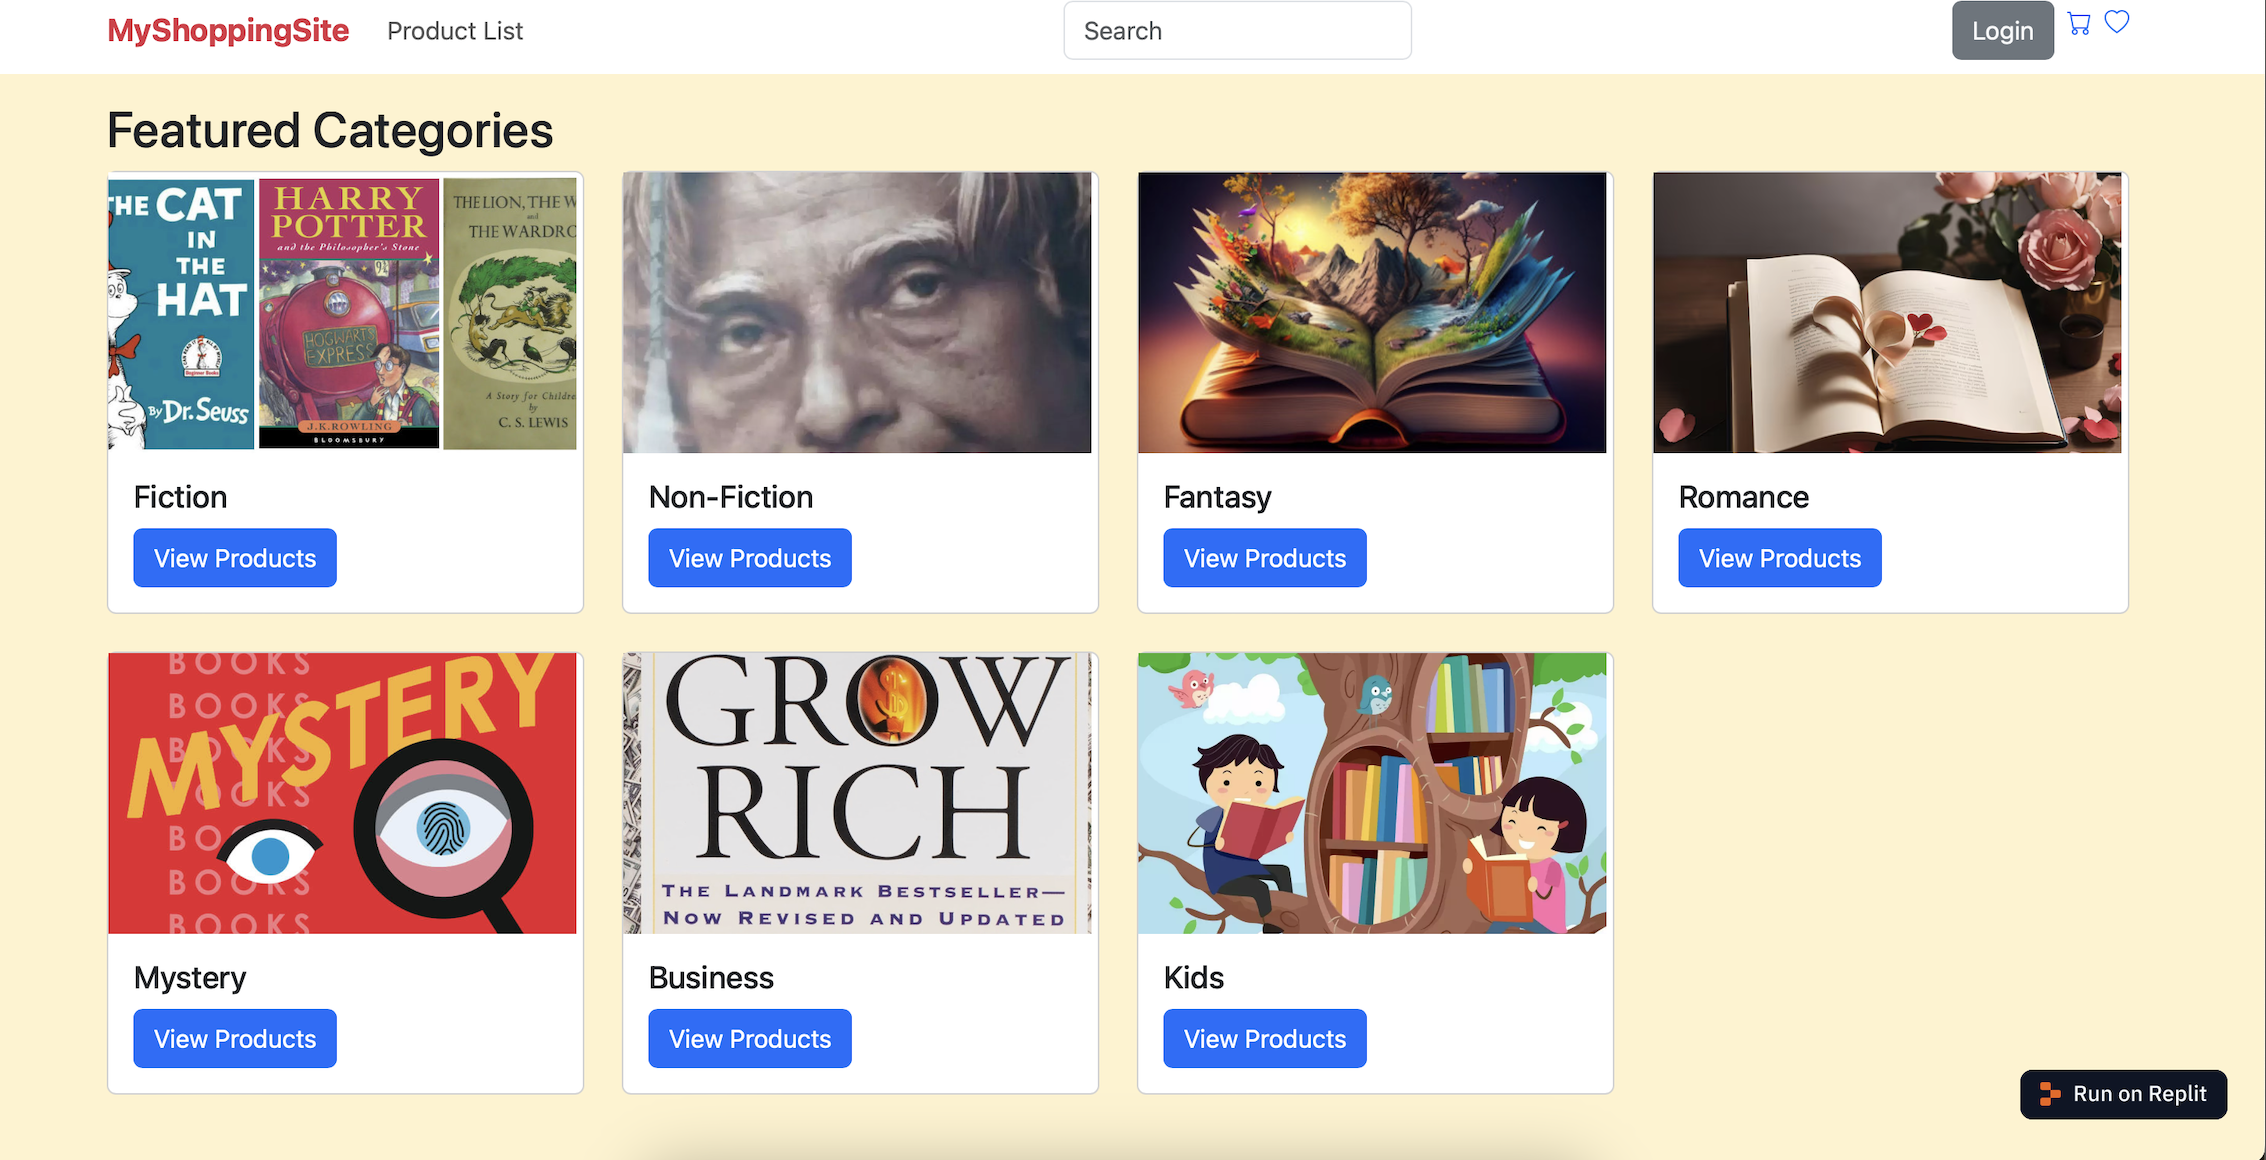 MyShoppingSite Product List Search Login
Featured Categories
THE CAT
IN
THE
HAT
By Dr. Seuss
HARRY
POTTER
and the Philosopher's Stone
9¾
HOGWARTS
EXPRESS
J.K.ROWLING
BLOOMSBURY
THE LION, THE W
and
THE WARDRO
A Story for Childre
by
C. S. LEWIS
Fiction
View Products
Non-Fiction
View Products
Fantasy
View Products
Romance
View Products
BOOKS
BOOKS
BOOKS
BOOKS
BOOKS
BOOKS
BOOKS
MYSTERY
Mystery
View Products
GROW
RICH
THE LANDMARK BESTSELLER—
NOW REVISED AND UPDATED
Business
View Products
Kids
View Products
Run on Replit